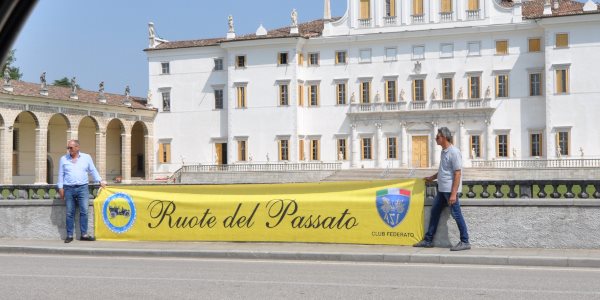 Ruote del Passato
CLUB FEDERATO